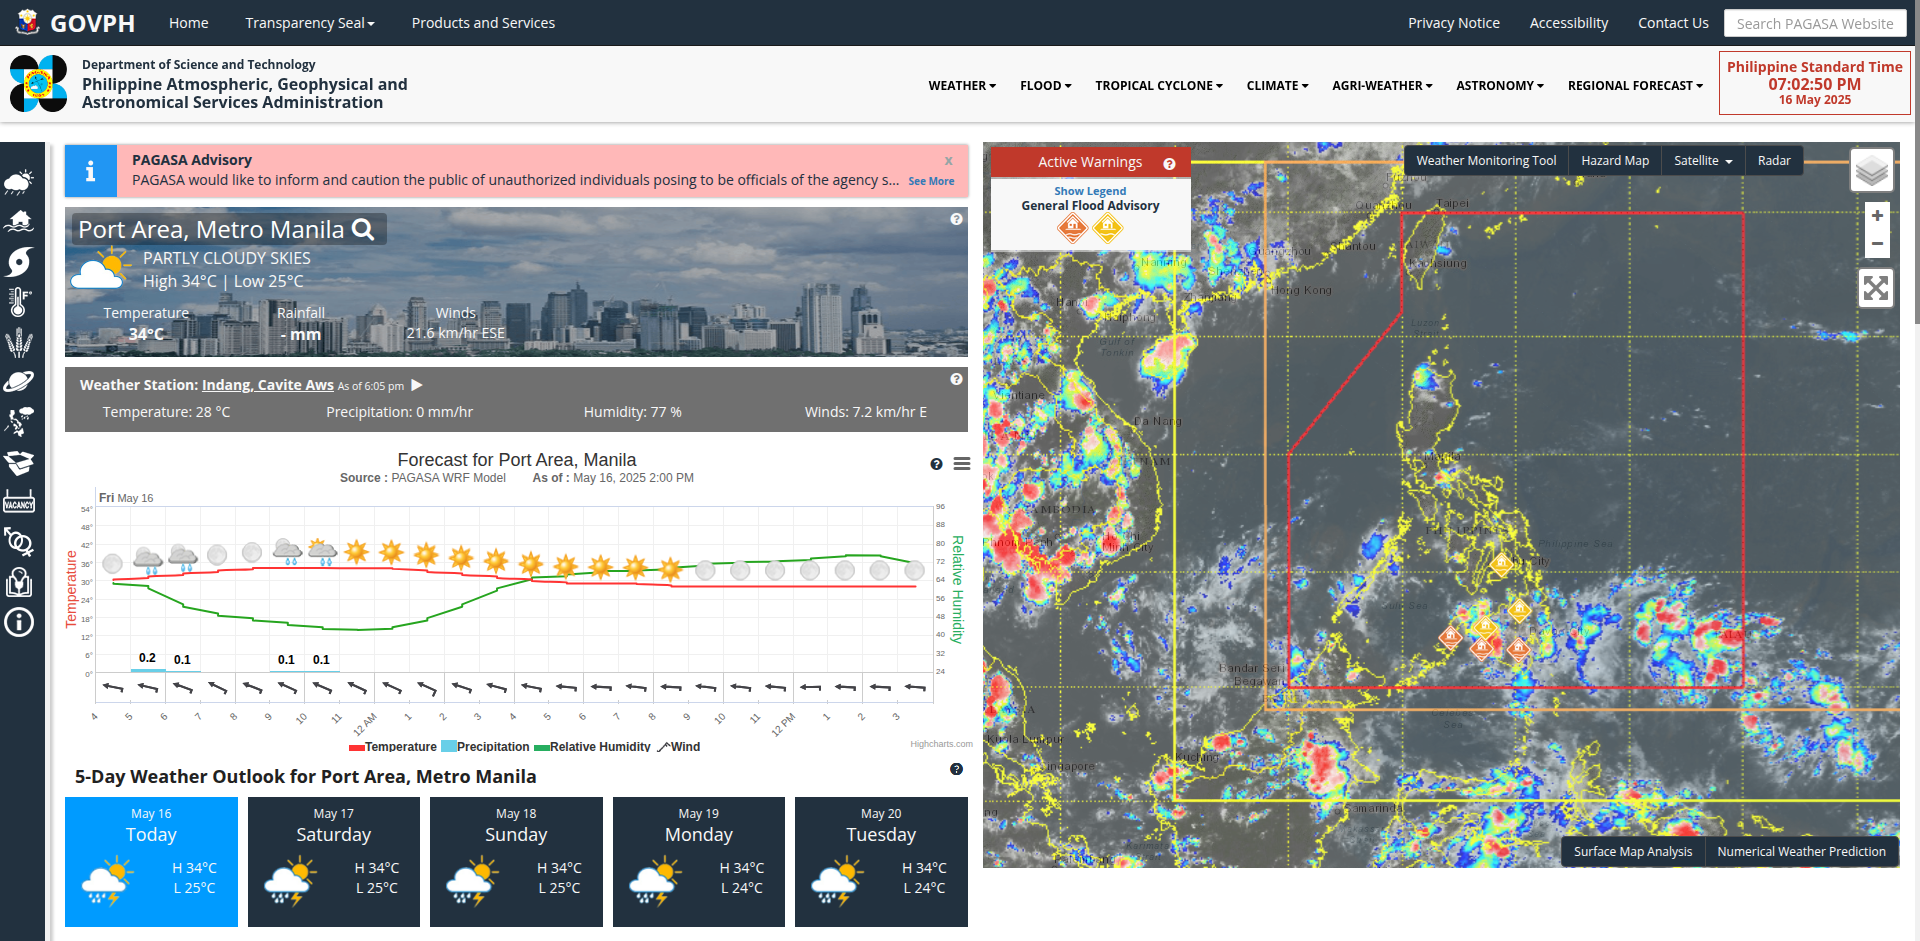 GOVPH
Home
Transparency Seal
Products and Services
Privacy Notice
Accessibility
Contact Us
Search PAGASA Website
Department of Science and Technology
Philippine Atmospheric, Geophysical and
Astronomical Services Administration
WEATHER
FLOOD
TROPICAL CYCLONE
CLIMATE
AGRI-WEATHER
ASTRONOMY
REGIONAL FORECAST
Philippine Standard Time
07:02:50 PM
16 May 2025
PAGASA Advisory
x
PAGASA would like to inform and caution the public of unauthorized individuals posing to be officials of the agency s... See More
Port Area, Metro Manila
PARTLY CLOUDY SKIES
High 34°C | Low 25°C
Temperature
34°C
Rainfall
- mm
Winds
21.6 km/hr ESE
Weather Station: Indang, Cavite Aws As of 6:05 pm
Temperature: 28 °C
Precipitation: 0 mm/hr
Humidity: 77 %
Winds: 7.2 km/hr E
Forecast for Port Area, Manila
Source : PAGASA WRF Model As of : May 16, 2025 2:00 PM
Fri May 16
Temperature
54°
48°
42°
36°
30°
24°
18°
12°
6°
0°
96
88
80
72
64
56
48
40
32
24
Relative Humidity
0.2
0.1
0.1
0.1
4
5
6
7
8
9
10
11
12 AM
1
2
3
4
5
6
7
8
9
10
11
12 PM
1
2
3
Temperature
Precipitation
Relative Humidity
Wind
Highcharts.com
5-Day Weather Outlook for Port Area, Metro Manila
May 16
Today
H 34°C
L 25°C
May 17
Saturday
H 34°C
L 25°C
May 18
Sunday
H 34°C
L 25°C
May 19
Monday
H 34°C
L 24°C
May 20
Tuesday
H 34°C
L 24°C
VACANCY
Active Warnings
Show Legend
General Flood Advisory
Weather Monitoring Tool
Hazard Map
Satellite
Radar
+
−
Taipei
Hong Kong
Gulf of
Tonkin
Da Nang
Philippine Sea
Bandar Seri
Begawan
Kuala Lumpur
Kuching
Surface Map Analysis
Numerical Weather Prediction